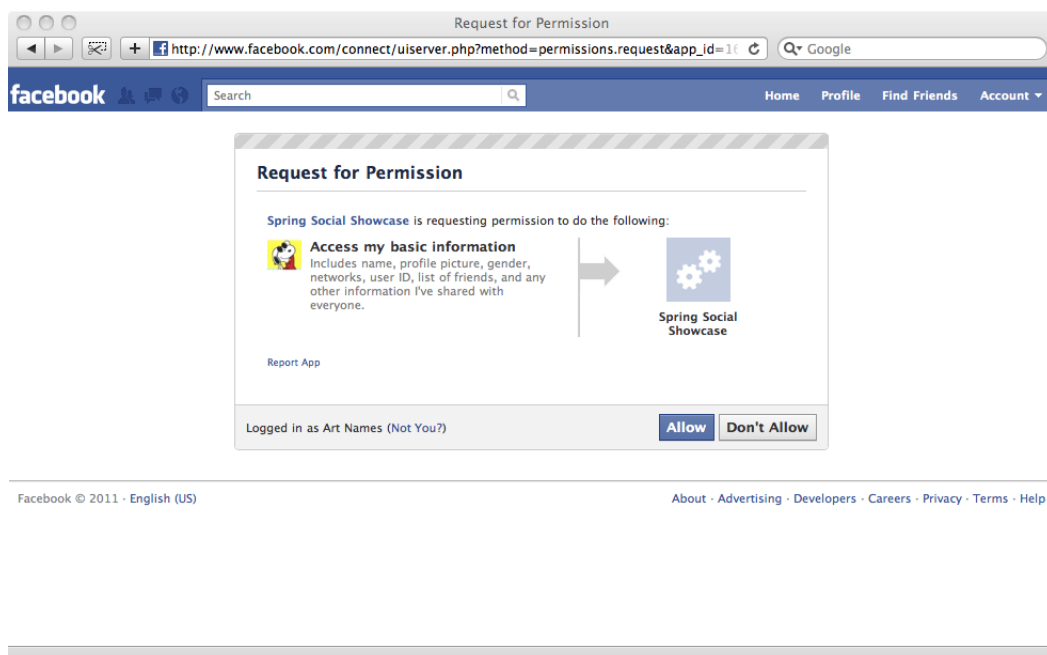 Request for Permission
http://www.facebook.com/connect/uiserver.php?method=permissions.request&app_id=16
Google
facebook
Search
Home Profile Find Friends Account
Request for Permission
Spring Social Showcase is requesting permission to do the following:
Access my basic information
Includes name, profile picture, gender,
networks, user ID, list of friends, and any
other information I've shared with
everyone.
Spring Social
Showcase
Report App
Logged in as Art Names (Not You?)
Allow Don't Allow
Facebook © 2011 · English (US)
About · Advertising · Developers · Careers · Privacy · Terms · Help